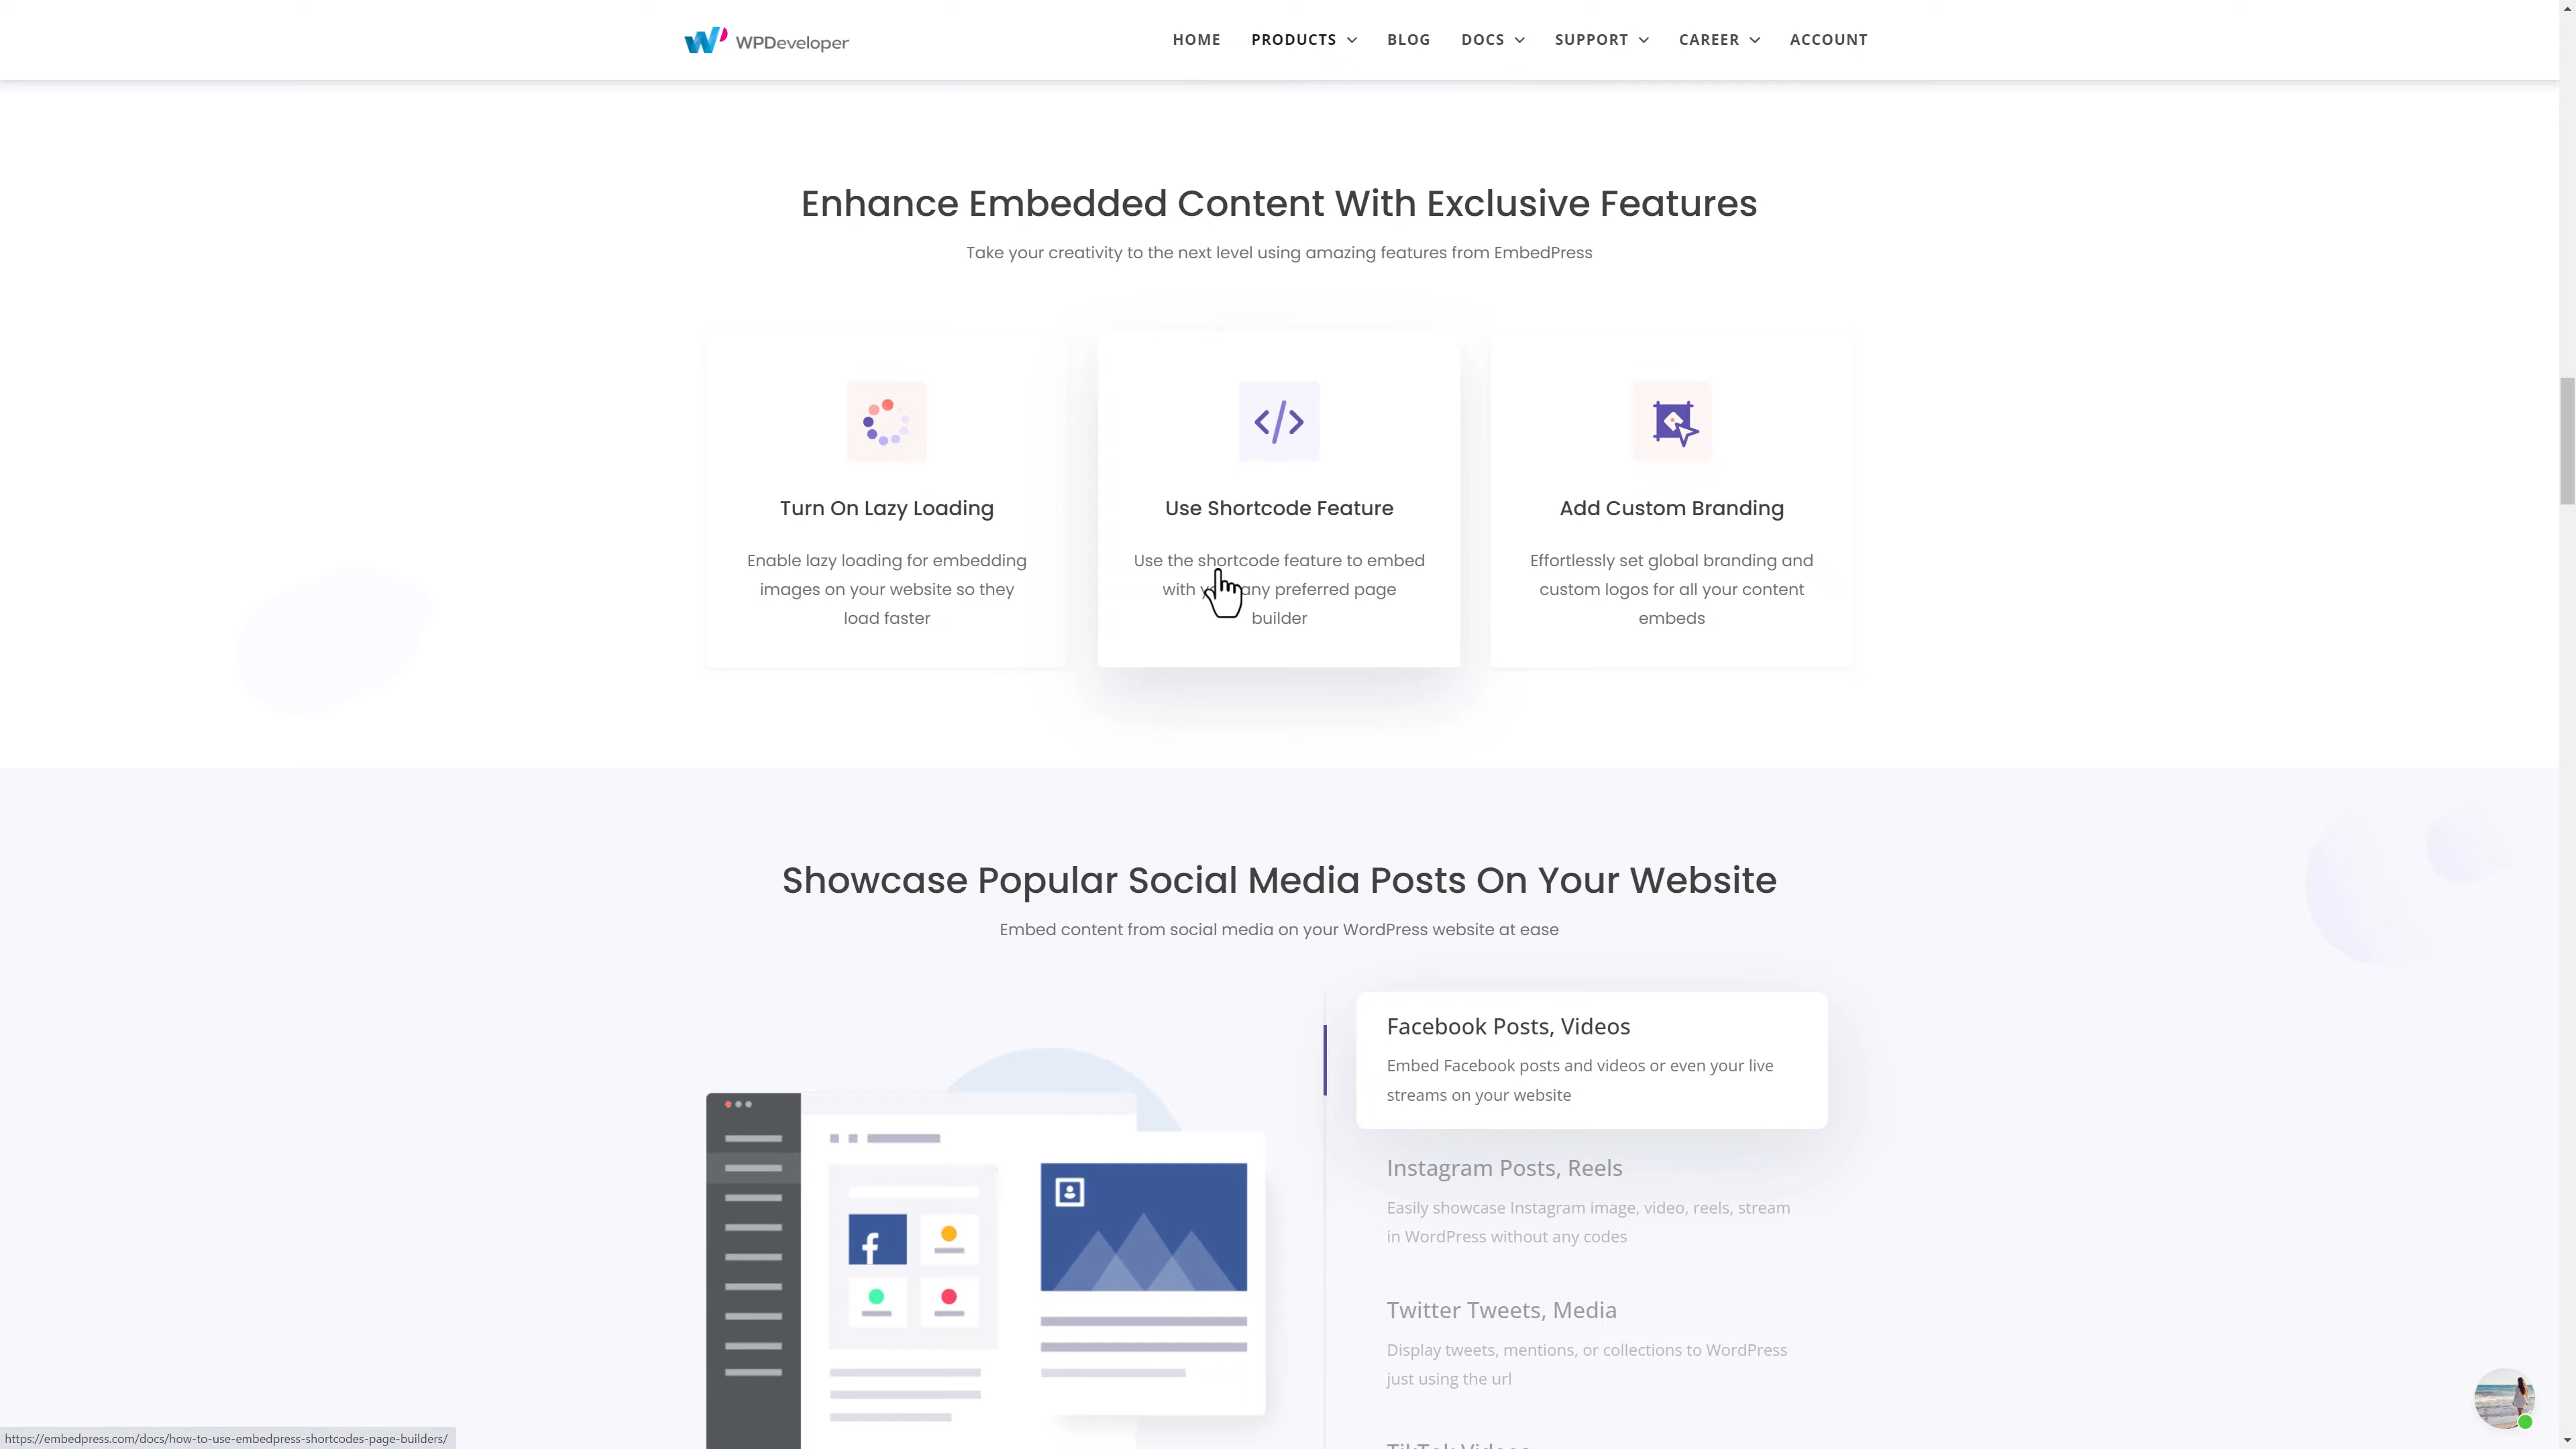 WPDeveloper
HOME PRODUCTS BLOG DOCS SUPPORT CAREER ACCOUNT
Enhance Embedded Content With Exclusive Features
Take your creativity to the next level using amazing features from EmbedPress
Turn On Lazy Loading
Enable lazy loading for embedding
images on your website so they
load faster
Use Shortcode Feature
Use the shortcode feature to embed
with any preferred page
builder
Add Custom Branding
Effortlessly set global branding and
custom logos for all your content
embeds
Showcase Popular Social Media Posts On Your Website
Embed content from social media on your WordPress website at ease
Facebook Posts, Videos
Embed Facebook posts and videos or even your live
streams on your website
Instagram Posts, Reels
Easily showcase Instagram image, video, reels, stream
in WordPress without any codes
Twitter Tweets, Media
Display tweets, mentions, or collections to WordPress
just using the url
https://embedpress.com/docs/how-to-use-embedpress-shortcodes-page-builders/